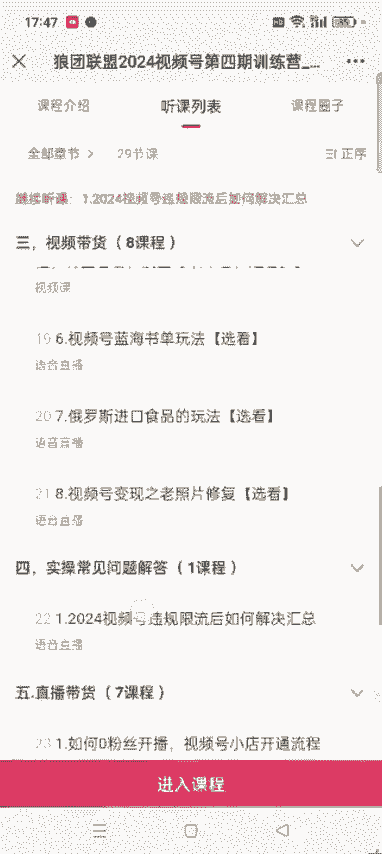 17:47
狼团联盟2024视频号第四期训练营_...
课程介绍
听课列表
课程圈子
全部章节
29节课
正序
继续听课：1.2024视频号违规限流后如何解决汇总
三，视频带货（8课程）
视频课
19 6.视频号蓝海书单玩法【选看】
语音直播
20 7.俄罗斯进口食品的玩法【选看】
语音直播
21 8.视频号变现之老照片修复【选看】
语音直播
四，实操常见问题解答（1课程）
22 1.2024视频号违规限流后如何解决汇总
语音直播
五.直播带货（7课程）
23 1.如何0粉丝开播，视频号小店开通流程
进入课程